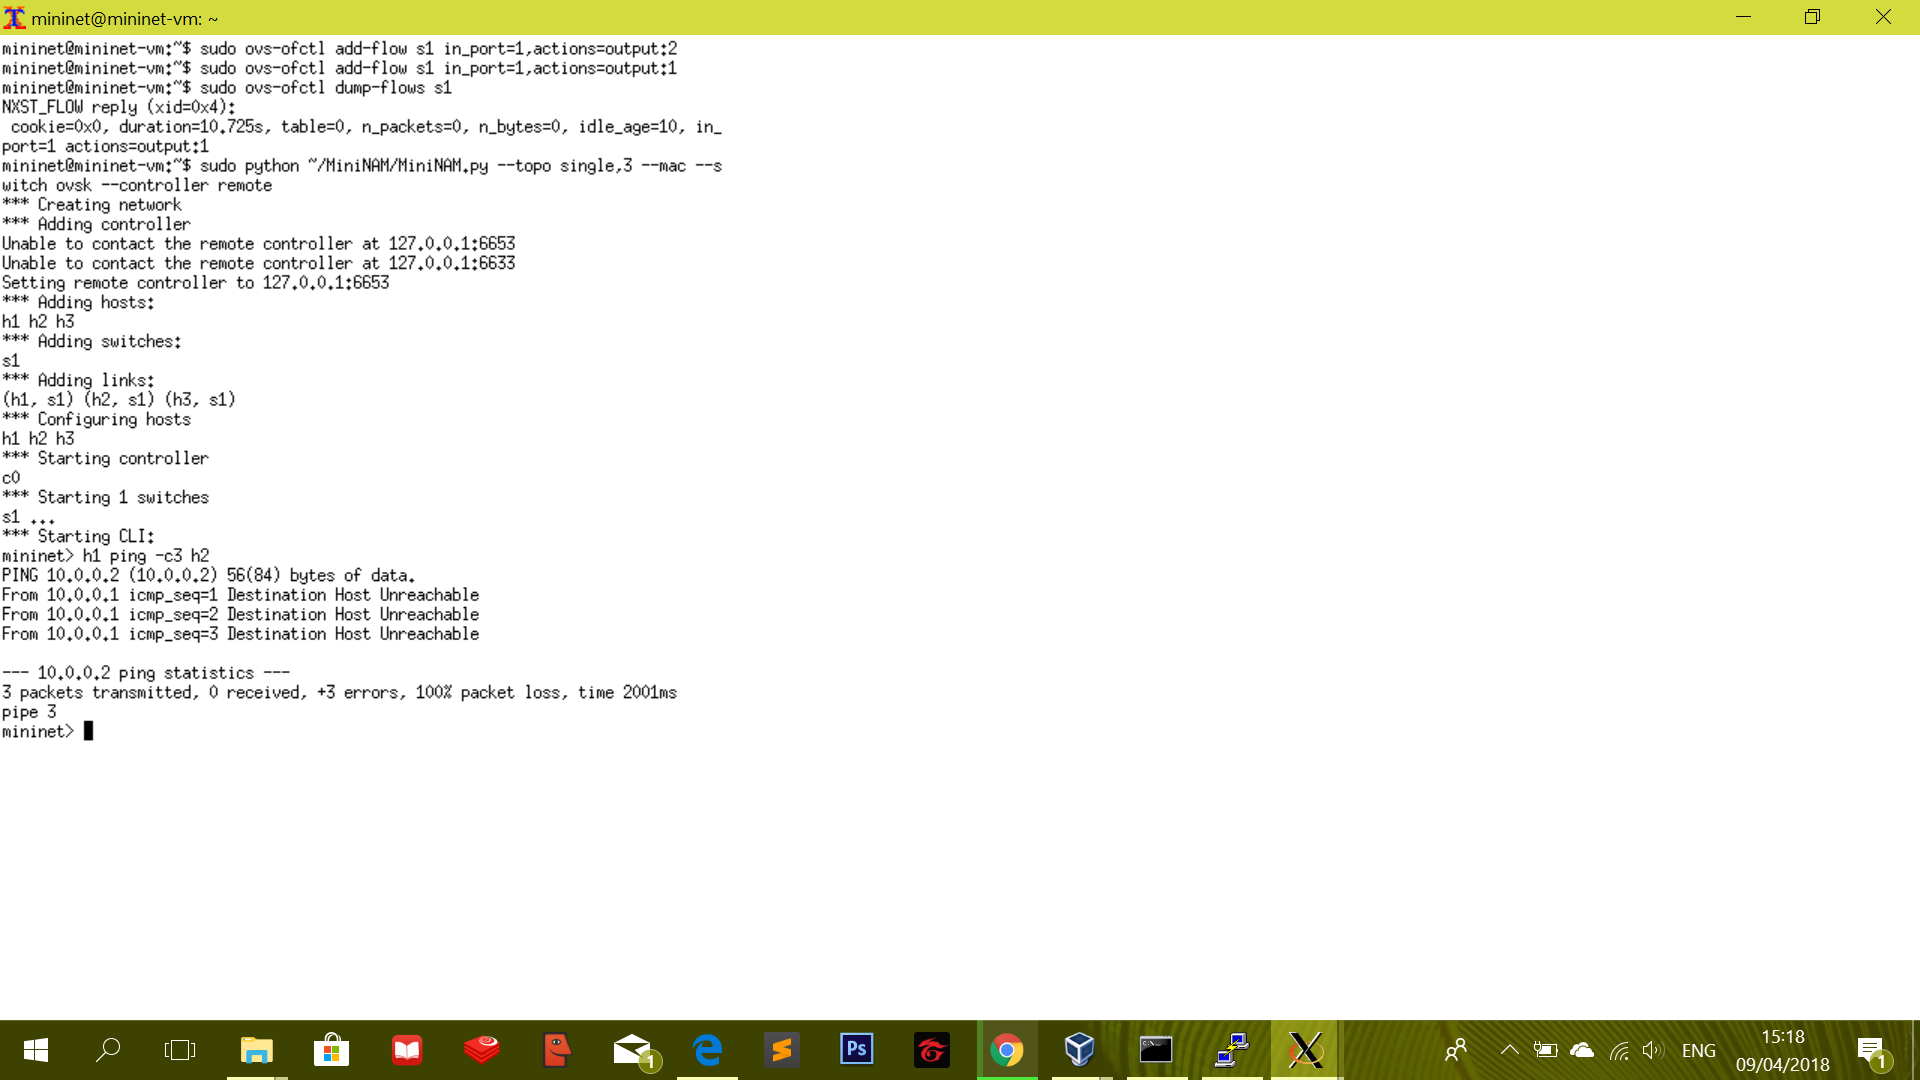 mininet@mininet-vm: ~
mininet@mininet-vm:~$ sudo ovs-ofctl add-flow s1 in_port=1,actions=output:2
mininet@mininet-vm:~$ sudo ovs-ofctl add-flow s1 in_port=1,actions=output:1
mininet@mininet-vm:~$ sudo ovs-ofctl dump-flows s1
NXST_FLOW reply (xid=0x4):
 cookie=0x0, duration=10.725s, table=0, n_packets=0, n_bytes=0, idle_age=10, in_
port=1 actions=output:1
mininet@mininet-vm:~$ sudo python ~/MiniNAM/MiniNAM.py --topo single,3 --mac --s
witch ovsk --controller remote
*** Creating network
*** Adding controller
Unable to contact the remote controller at 127.0.0.1:6653
Unable to contact the remote controller at 127.0.0.1:6633
Setting remote controller to 127.0.0.1:6653
*** Adding hosts:
h1 h2 h3
*** Adding switches:
s1
*** Adding links:
(h1, s1) (h2, s1) (h3, s1)
*** Configuring hosts
h1 h2 h3
*** Starting controller
c0
*** Starting 1 switches
s1 ...
*** Starting CLI:
mininet> h1 ping -c3 h2
PING 10.0.0.2 (10.0.0.2) 56(84) bytes of data.
From 10.0.0.1 icmp_seq=1 Destination Host Unreachable
From 10.0.0.1 icmp_seq=2 Destination Host Unreachable
From 10.0.0.1 icmp_seq=3 Destination Host Unreachable
--- 10.0.0.2 ping statistics ---
3 packets transmitted, 0 received, +3 errors, 100% packet loss, time 2001ms
pipe 3
mininet>
1
Ps
ENG
15:18
09/04/2018
1